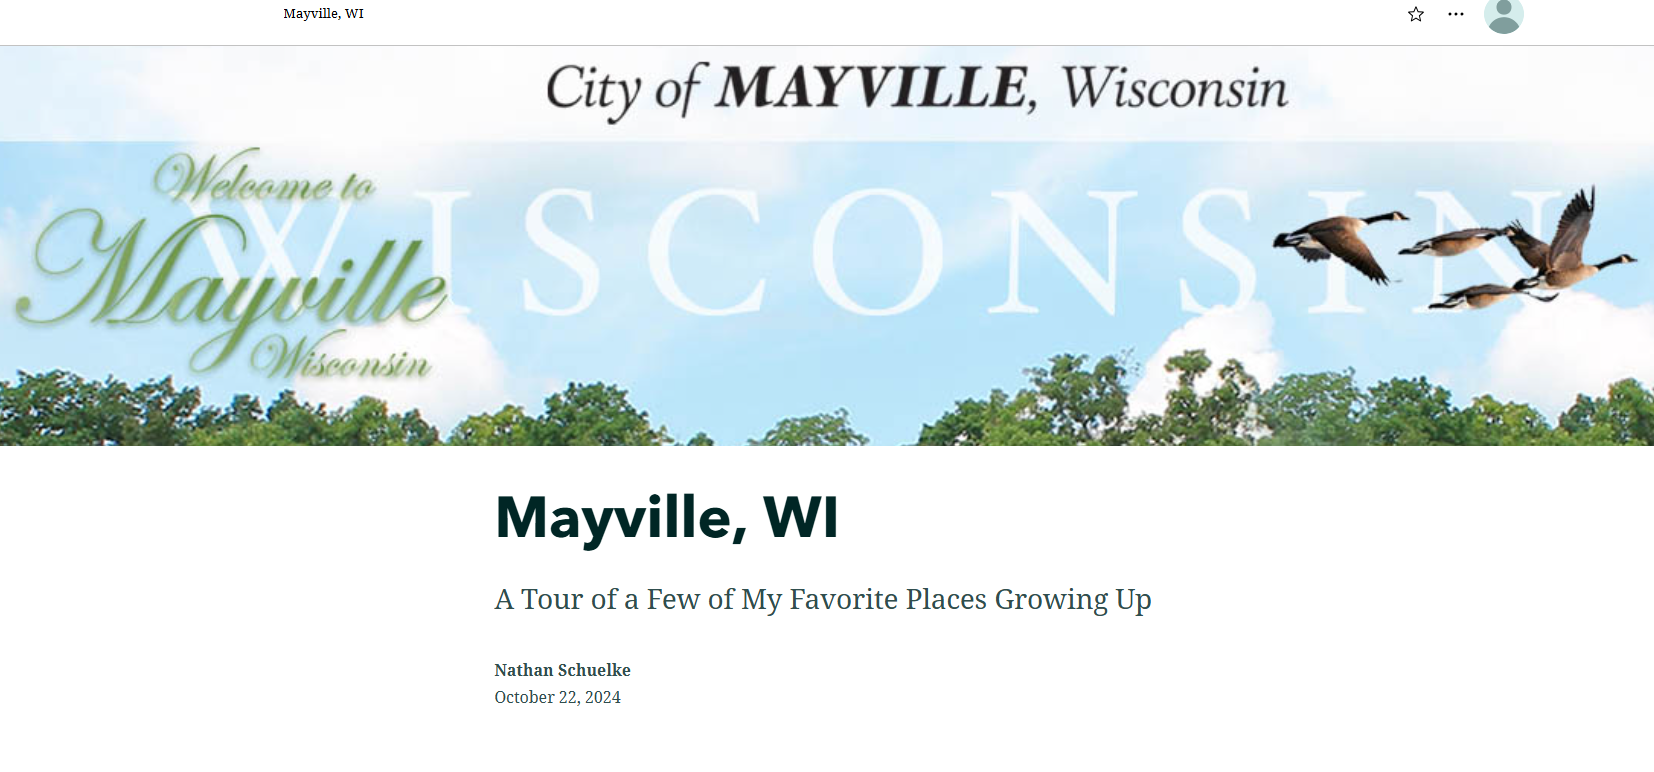 Mayville, WI
City of MAYVILLE, Wisconsin
Welcome to
Mayville
Wisconsin
WISCONSIN
Mayville, WI
A Tour of a Few of My Favorite Places Growing Up
Nathan Schuelke
October 22, 2024